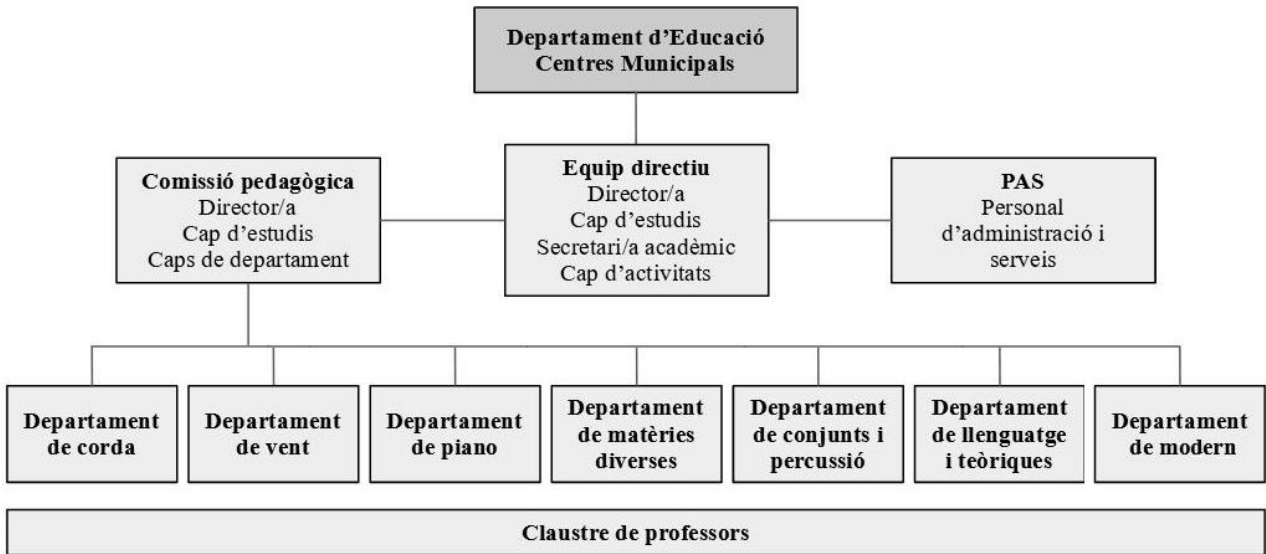 Departament d’Educació
Centres Municipals
Comissió pedagògica
Director/a
Cap d’estudis
Caps de departament
Equip directiu
Director/a
Cap d’estudis
Secretari/a acadèmic
Cap d’activitats
PAS
Personal
d’administració i
serveis
Departament
de corda
Departament
de vent
Departament
de piano
Departament
de matèries
diverses
Departament
de conjunts i
percussió
Departament
de llenguatge
i teòriques
Departament
de modern
Claustre de professors